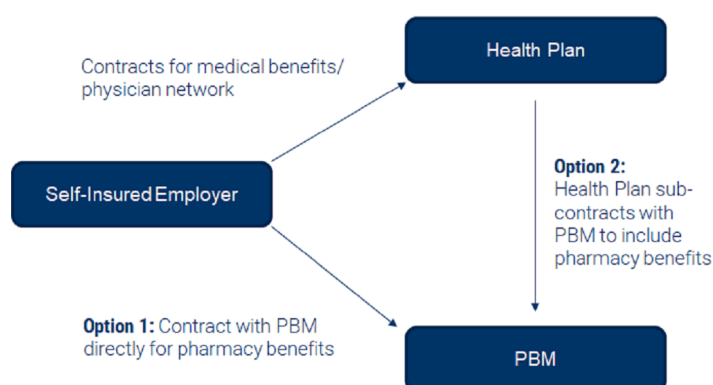 Health Plan
Contracts for medical benefits/
physician network
Self-Insured Employer
Option 2:
Health Plan sub-
contracts with
PBM to include
pharmacy benefits
Option 1: Contract with PBM
directly for pharmacy benefits
PBM